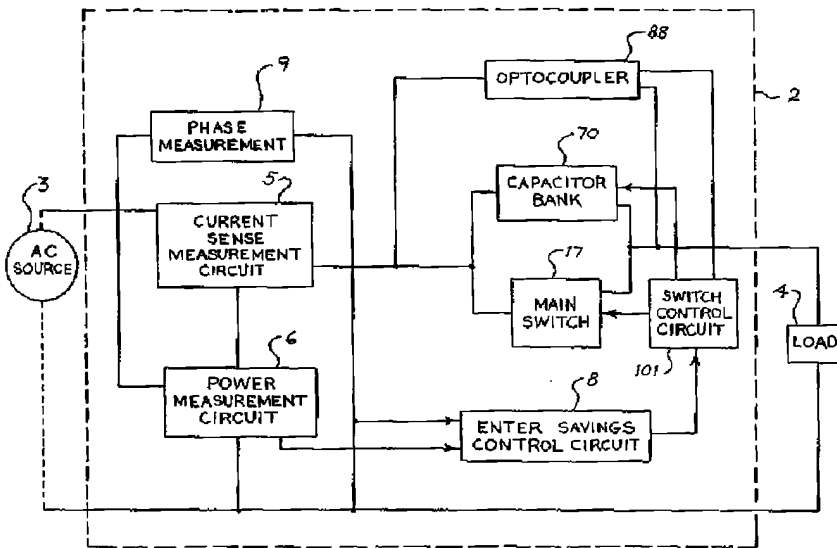 88
OPTOCOUPLER
2
9
PHASE
MEASUREMENT
70
CAPACITOR
BANK
3
AC
SOURCE
5
CURRENT
SENSE
MEASUREMENT
CIRCUIT
17
MAIN
SWITCH
SWITCH
CONTROL
CIRCUIT
101
4
LOAD
6
POWER
MEASUREMENT
CIRCUIT
8
ENTER SAVINGS
CONTROL CIRCUIT